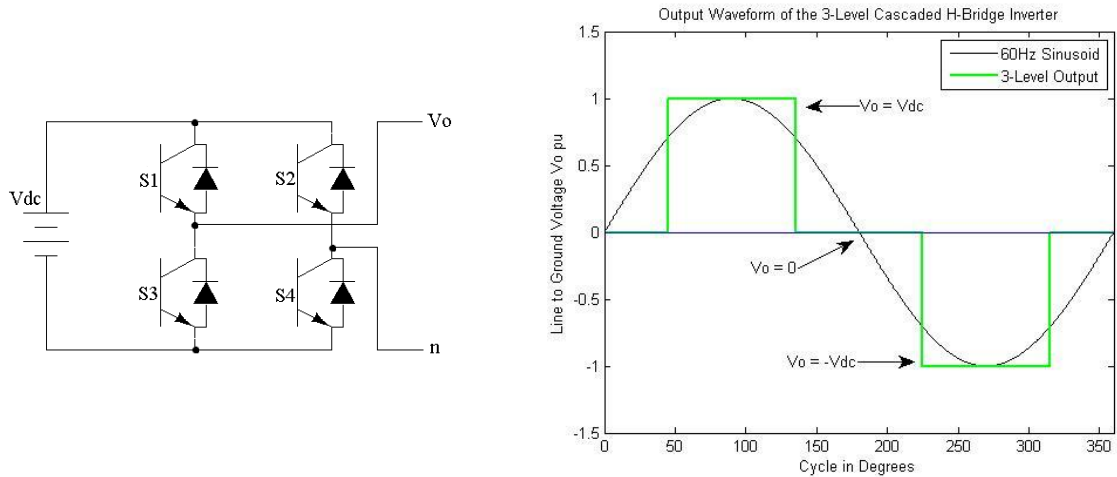 Vdc
S1
S2
S3
S4
Vo
n
Output Waveform of the 3-Level Cascaded H-Bridge Inverter
60Hz Sinusoid
3-Level Output
Vo = Vdc
Vo = 0
Vo = -Vdc
Line to Ground Voltage Vo pu
1.5
1
0.5
0
-0.5
-1
-1.5
0 50 100 150 200 250 300 350
Cycle in Degrees